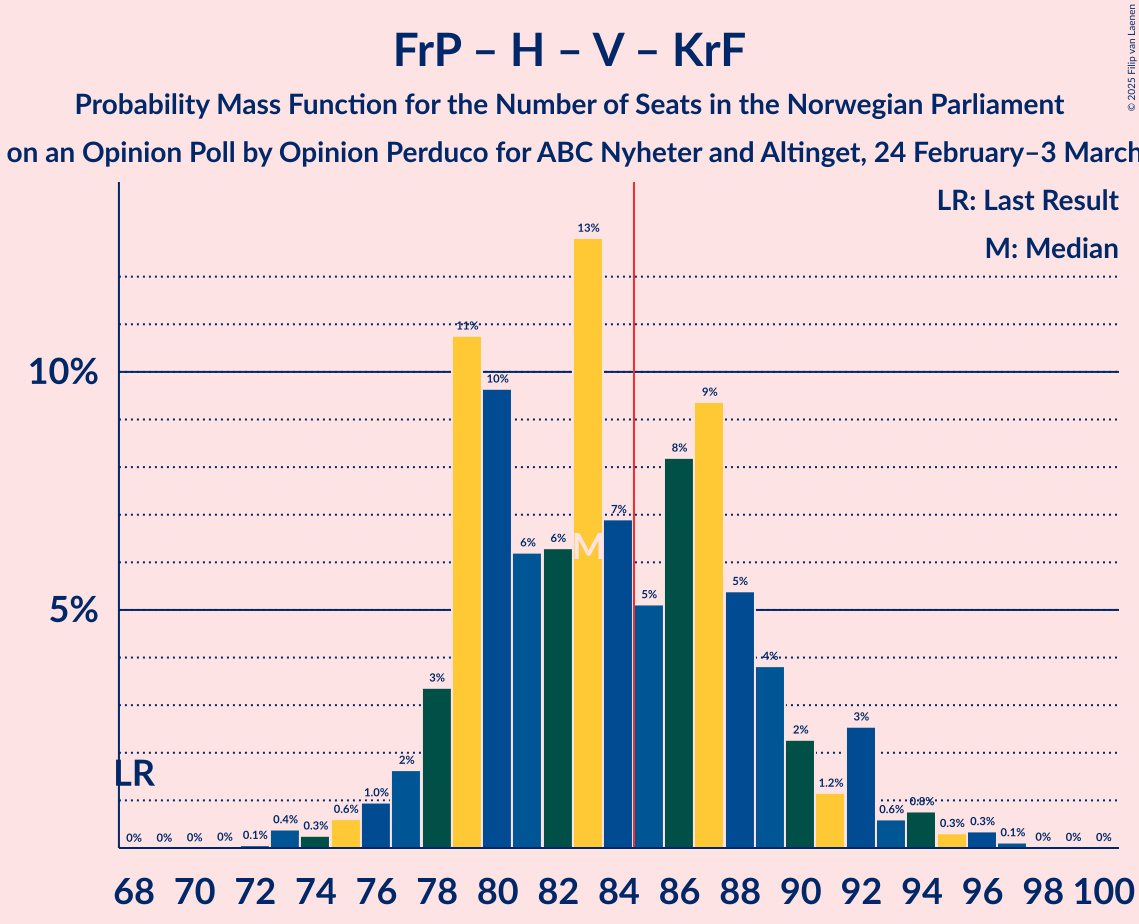 FrP – H – V – KrF
Probability Mass Function for the Number of Seats in the Norwegian Parliament
on an Opinion Poll by Opinion Perduco for ABC Nyheter and Altinget, 24 February–3 March
© 2025 Filip van Laenen
LR: Last Result
M: Median
10%
5%
LR
M
0% 0% 0% 0% 0.1% 0.4% 0.3% 0.6% 1.0% 2% 3% 11% 10% 6% 6% 13% 7% 5% 8% 9% 5% 4% 2% 1.2% 3% 0.6% 0.8% 0.3% 0.3% 0.1% 0% 0% 0%
68 70 72 74 76 78 80 82 84 86 88 90 92 94 96 98 100